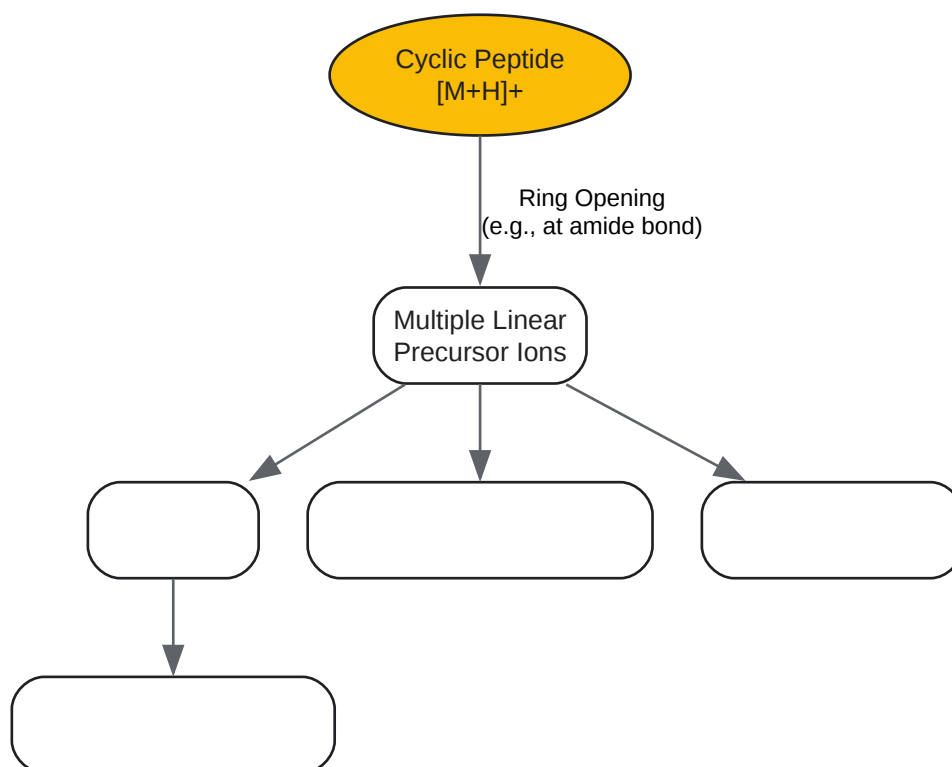 Cyclic Peptide
[M+H]+
Ring Opening
(e.g., at amide bond)
Multiple Linear
Precursor Ions